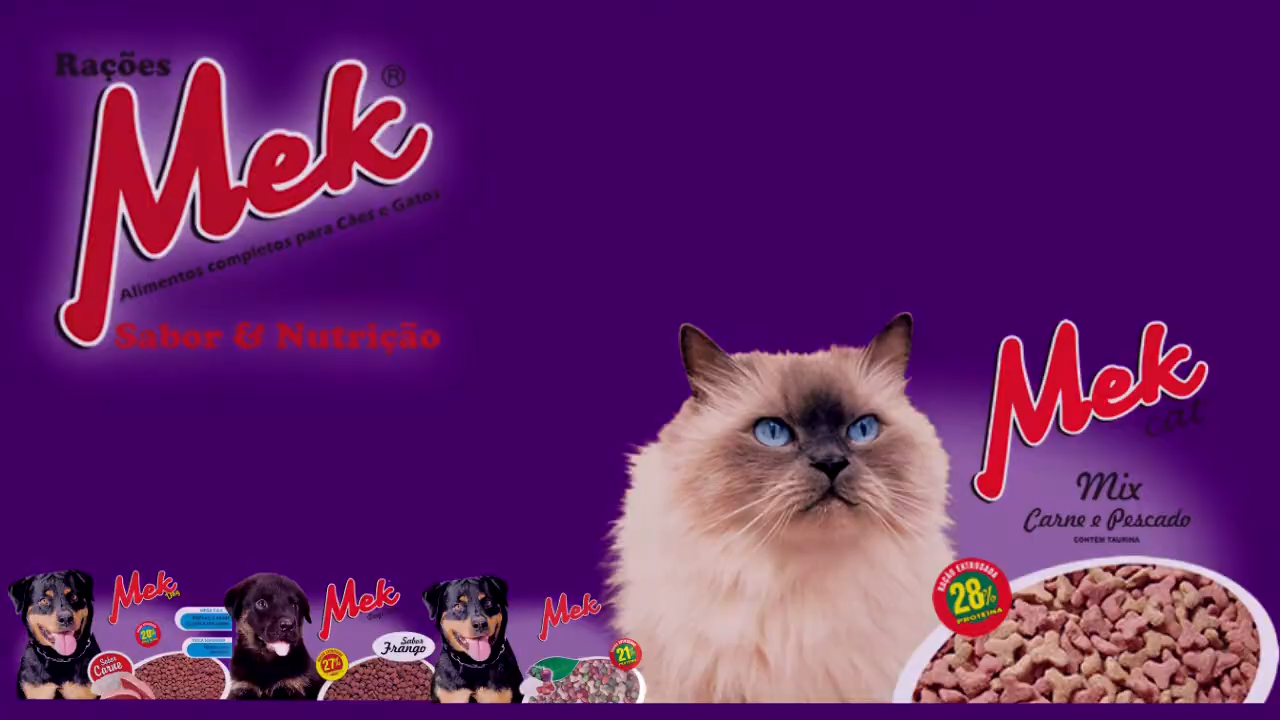 Rações
Mek®
Alimentos completos para Cães e Gatos
Sabor & Nutrição
Mek
cat
Mix
Carne e Pescado
CONTÉM TAURINA
RAÇÃO EXTRUSADA
28%
PROTEÍNA
Mek
Dog
Sabor
Carne
Mek
27%
Sabor
Frango
Mek
21%